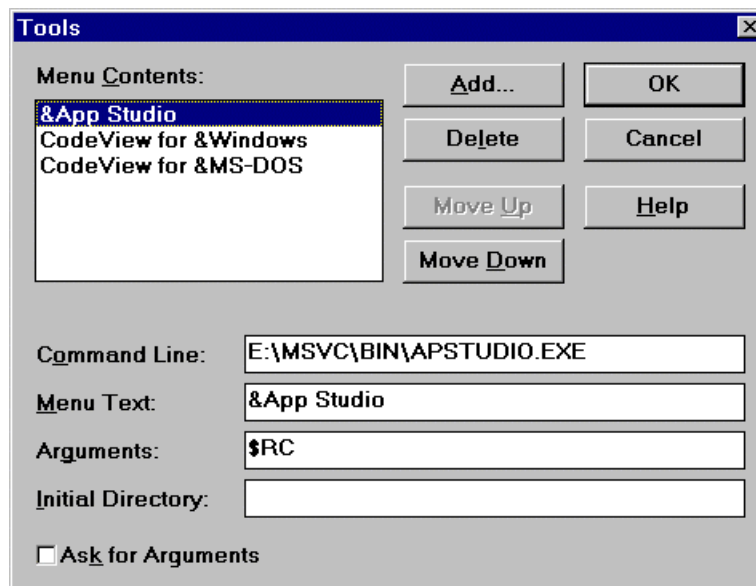 Tools
Menu Contents:
&App Studio
CodeView for &Windows
CodeView for &MS-DOS
Add...
OK
Delete
Cancel
Move Up
Help
Move Down
Command Line: E:\MSVC\BIN\APSTUDIO.EXE
Menu Text: &App Studio
Arguments: $RC
Initial Directory:
Ask for Arguments